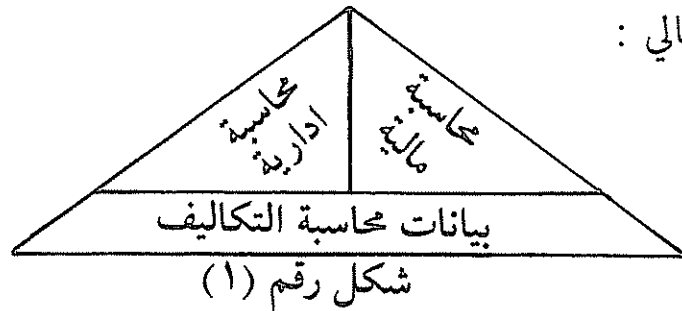 الي :
محاسبة
مالية
محاسبة
ادارية
بيانات محاسبة التكاليف
شكل رقم (١)